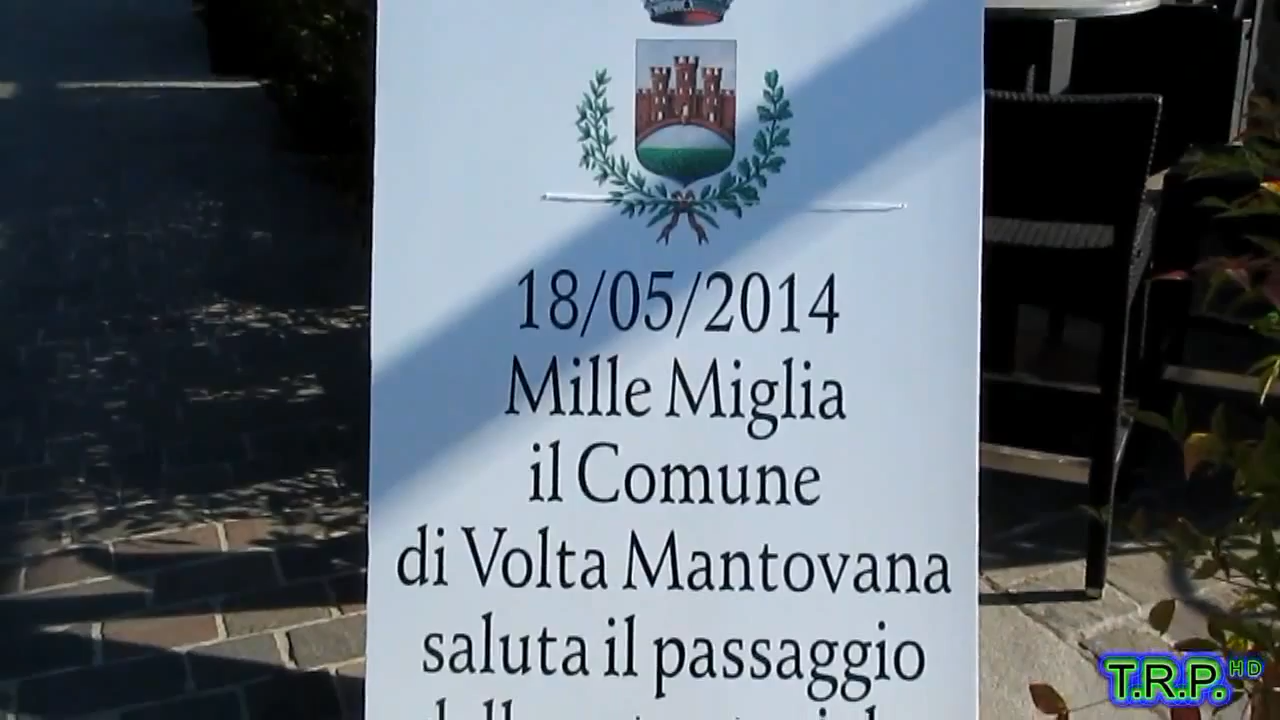 18/05/2014
Mille Miglia
il Comune
di Volta Mantovana
saluta il passaggio
T.R.P. HD